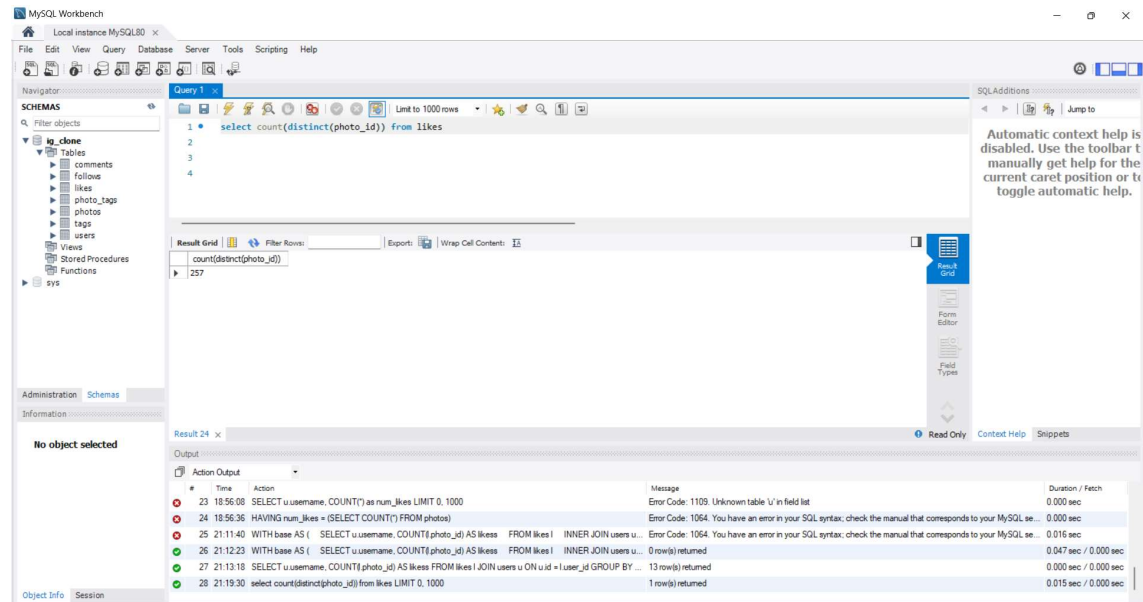 MySQL Workbench
Local instance MySQL80
File Edit View Query Database Server Tools Scripting Help
Navigator
SCHEMAS
Filter objects
ig_clone
Tables
comments
follows
likes
photo_tags
photos
tags
users
Views
Stored Procedures
Functions
sys
Administration Schemas
Information
No object selected
Object Info Session
Query 1
Limit to 1000 rows
1 select count(distinct(photo_id)) from likes
2
3
4
Result Grid Filter Rows: Export: Wrap Cell Content:
count(distinct(photo_id))
257
Result Grid
Form Editor
Field Types
Result 24
Read Only
Output
Action Output
# Time Action Message Duration / Fetch
23 18:56:08 SELECT u.username, COUNT(*) as num_likes LIMIT 0, 1000 Error Code: 1109. Unknown table 'u' in field list 0.000 sec
24 18:56:36 HAVING num_likes = (SELECT COUNT(*) FROM photos) Error Code: 1064. You have an error in your SQL syntax; check the manual that corresponds to your MySQL se... 0.000 sec
25 21:11:40 WITH base AS ( SELECT u.username, COUNT(l.photo_id) AS likess FROM likes l INNER JOIN users u... Error Code: 1064. You have an error in your SQL syntax; check the manual that corresponds to your MySQL se... 0.016 sec
26 21:12:23 WITH base AS ( SELECT u.username, COUNT(l.photo_id) AS likess FROM likes l INNER JOIN users u... 0 row(s) returned 0.047 sec / 0.000 sec
27 21:13:18 SELECT u.username, COUNT(l.photo_id) AS likess FROM likes l JOIN users u ON u.id = l.user_id GROUP BY ... 13 row(s) returned 0.000 sec / 0.000 sec
28 21:19:30 select count(distinct(photo_id)) from likes LIMIT 0, 1000 1 row(s) returned 0.015 sec / 0.000 sec
SQLAdditions
Jump to
Automatic context help is
disabled. Use the toolbar t
manually get help for the
current caret position or to
toggle automatic help.
Context Help Snippets